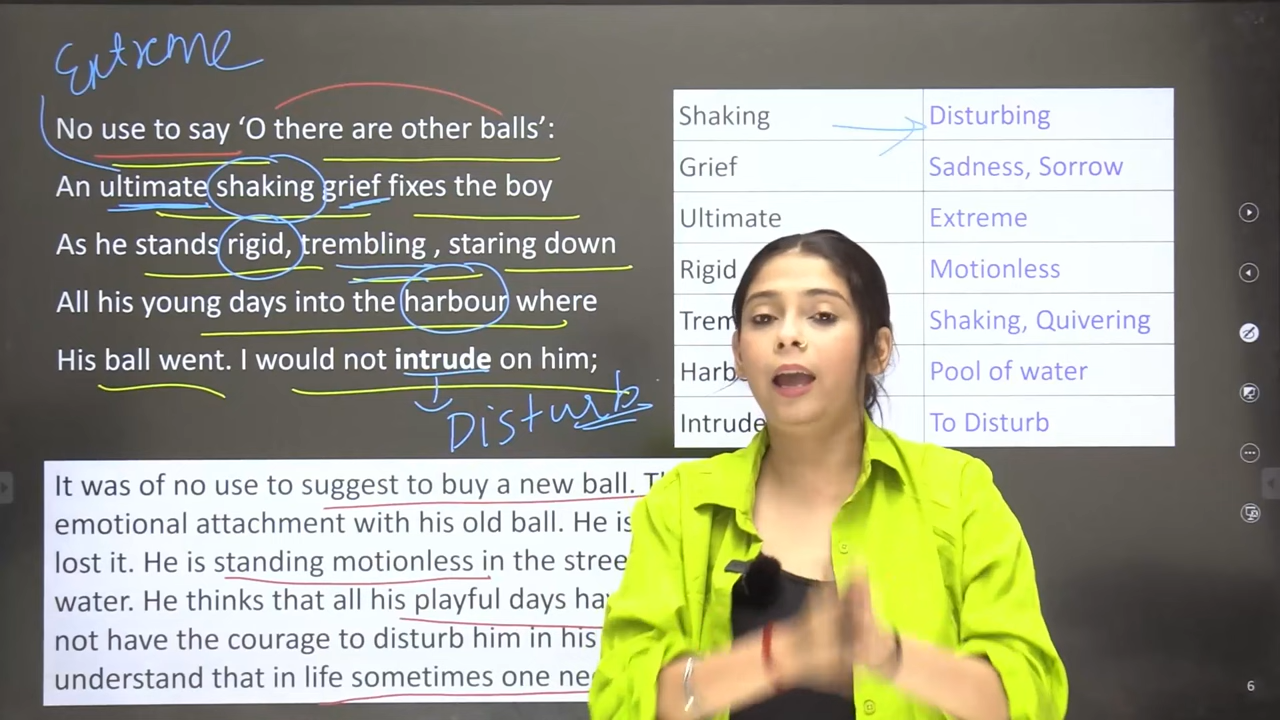 Extreme
No use to say ‘O there are other balls’:
An ultimate shaking grief fixes the boy
As he stands rigid, trembling , staring down
All his young days into the harbour where
His ball went. I would not intrude on him;
Disturb
Shaking Disturbing
Grief Sadness, Sorrow
Ultimate Extreme
Rigid Motionless
Trem Shaking, Quivering
Harb Pool of water
Intrude To Disturb
It was of no use to suggest to buy a new ball.
emotional attachment with his old ball. He is
lost it. He is standing motionless in the stree
water. He thinks that all his playful days ha
not have the courage to disturb him in his
understand that in life sometimes one ne
6